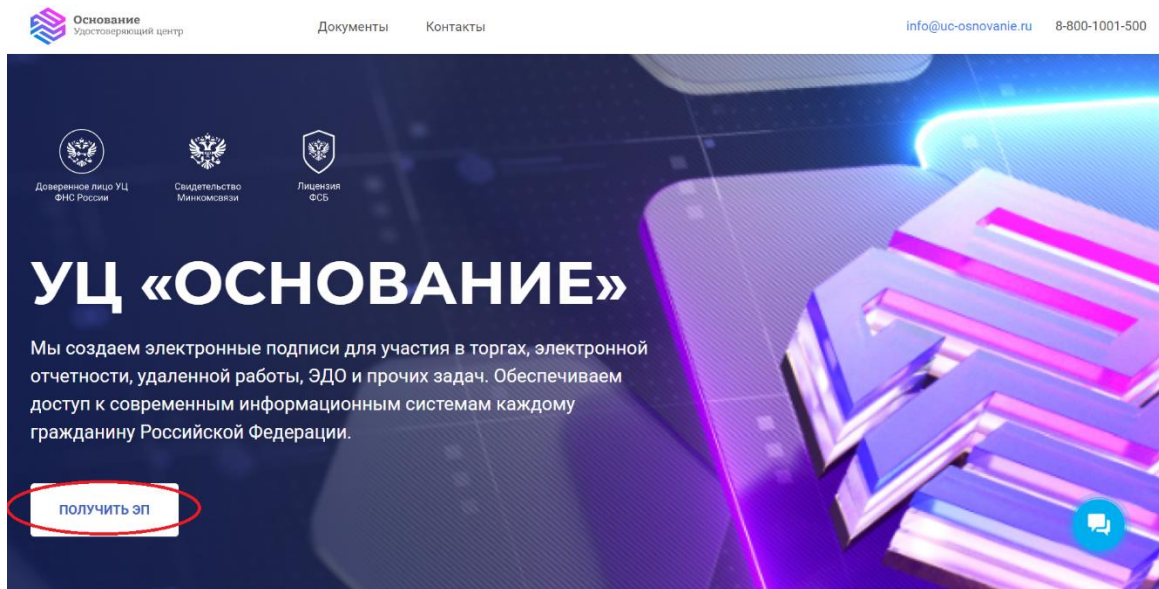 Основание
Удостоверяющий центр
Документы
Контакты
info@uc-osnovanie.ru
8-800-1001-500
Доверенное лицо УЦ
ФНС России
Свидетельство
Минкомсвязи
Лицензия
ФСБ
УЦ «ОСНОВАНИЕ»
Мы создаем электронные подписи для участия в торгах, электронной
отчетности, удаленной работы, ЭДО и прочих задач. Обеспечиваем
доступ к современным информационным системам каждому
гражданину Российской Федерации.
ПОЛУЧИТЬ ЭП